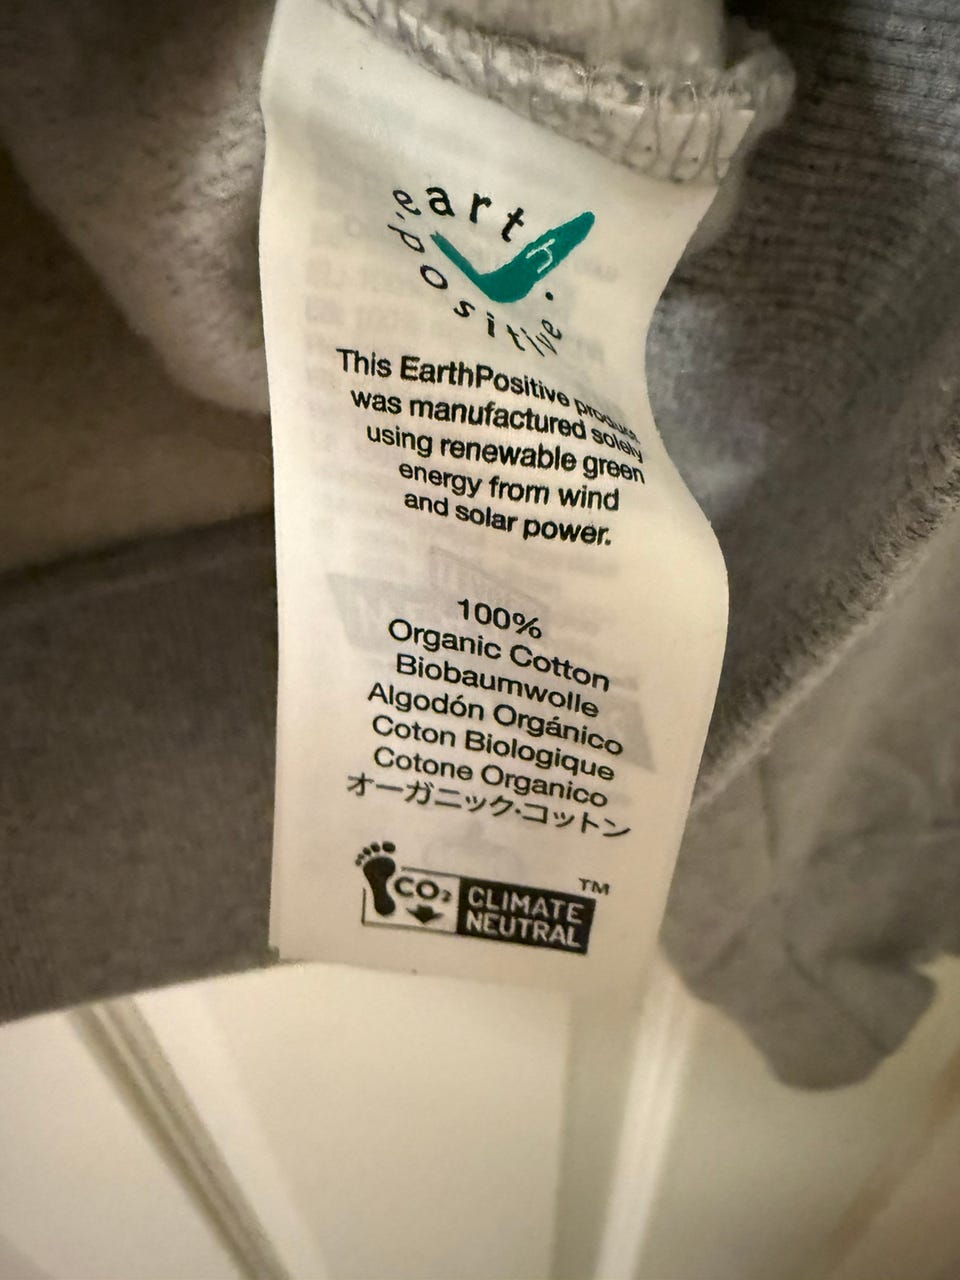 earth.
positive.
This EarthPositive product
was manufactured solely
using renewable green
energy from wind
and solar power.
100%
Organic Cotton
Biobaumwolle
Algodón Orgánico
Coton Biologique
Cotone Organico
オーガニック·コットン
CO₂ CLIMATE
NEUTRAL
TM